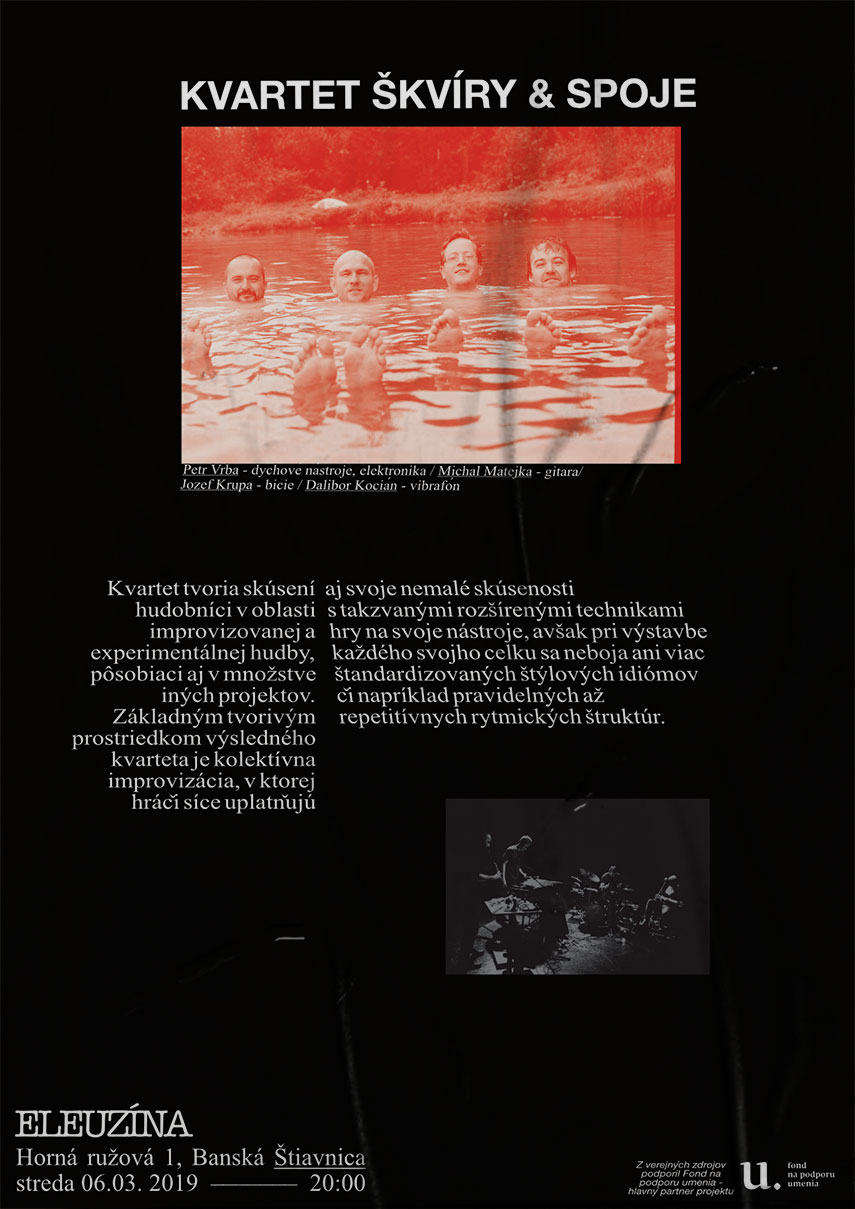 KVARTET ŠKVÍRY & SPOJE
Petr Vrba - dychove nastroje, elektronika / Michal Matejka - gitara/
Jozef Krupa - bicie / Dalibor Kocián - vibrafón
Kvartet tvoria skúsení
hudobníci v oblasti
improvizovanej a
experimentálnej hudby,
pôsobiaci aj v množstve
iných projektov.
Základným tvorivým
prostriedkom výsledného
kvarteta je kolektívna
improvizácia, v ktorej
hráči síce uplatňujú
aj svoje nemalé skúsenosti
s takzvanými rozšírenými technikami
hry na svoje nástroje, avšak pri výstavbe
každého svojho celku sa neboja ani viac
štandardizovaných štýlových idiómov
či napríklad pravidelných až
repetitívnych rytmických štruktúr.
ELEUZÍNA
Horná ružová 1, Banská Štiavnica
streda 06.03. 2019 ——— 20:00
Z verejných zdrojov
podporil Fond na
podporu umenia -
hlavný partner projektu
u.
fond
na podporu
umenia